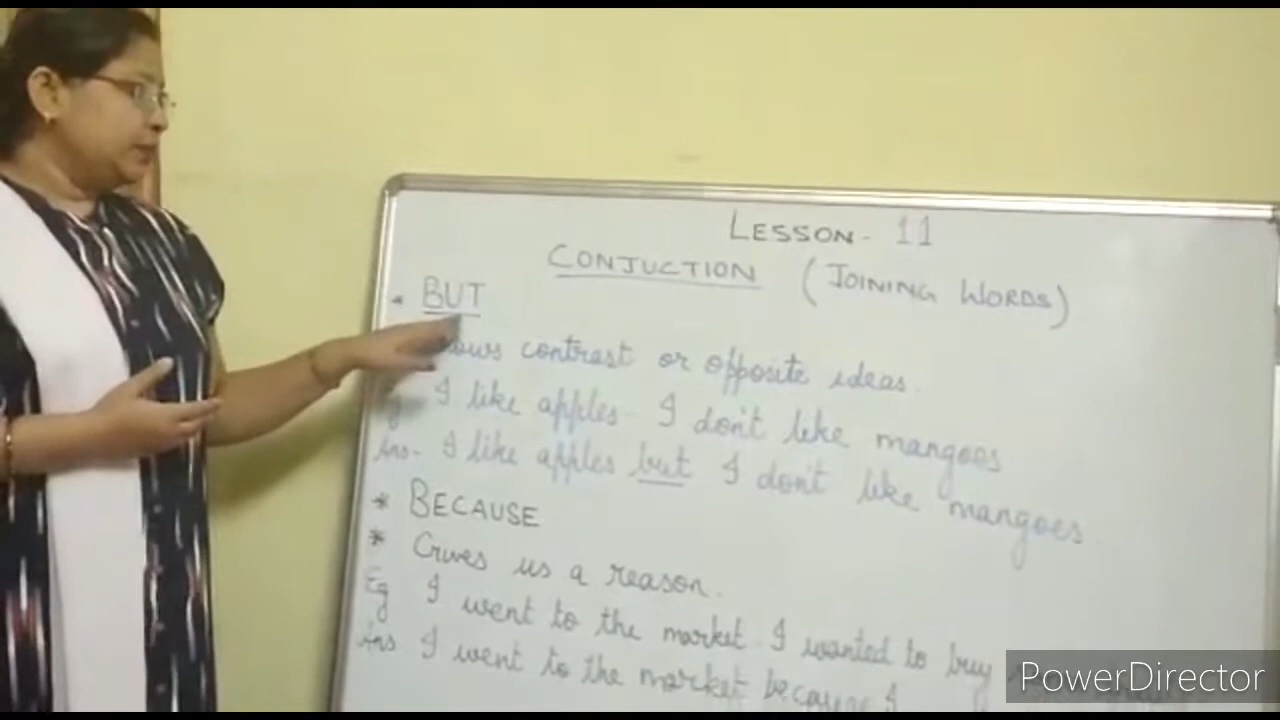 LESSON - 11
CONJUCTION (JOINING WORDS)
* BUT
contrast or opposite ideas.
I like apples. I don't like mangoes
Ans- I like apples but I don't like mangoes
* BECAUSE
* Gives us a reason.
Eg I went to the market. I wanted to buy
Ans I went to the market because I
PowerDirector